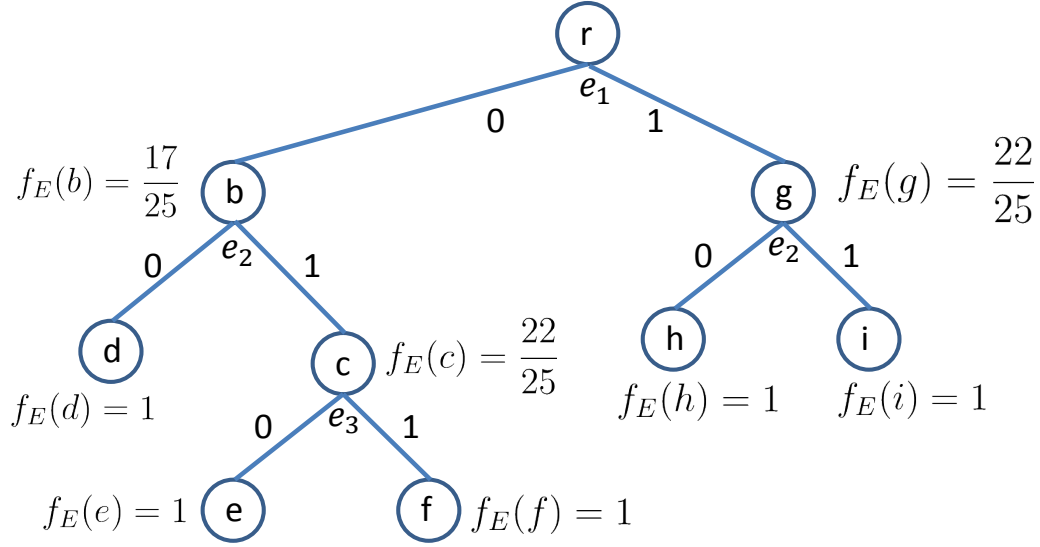 r
e₁
0 1
f_E(b) = 17/25 b g f_E(g) = 22/25
e₂ e₂
0 1 0 1
d c f_E(c) = 22/25 h i
f_E(d) = 1 e₃ f_E(h) = 1 f_E(i) = 1
0 1
f_E(e) = 1 e f f_E(f) = 1